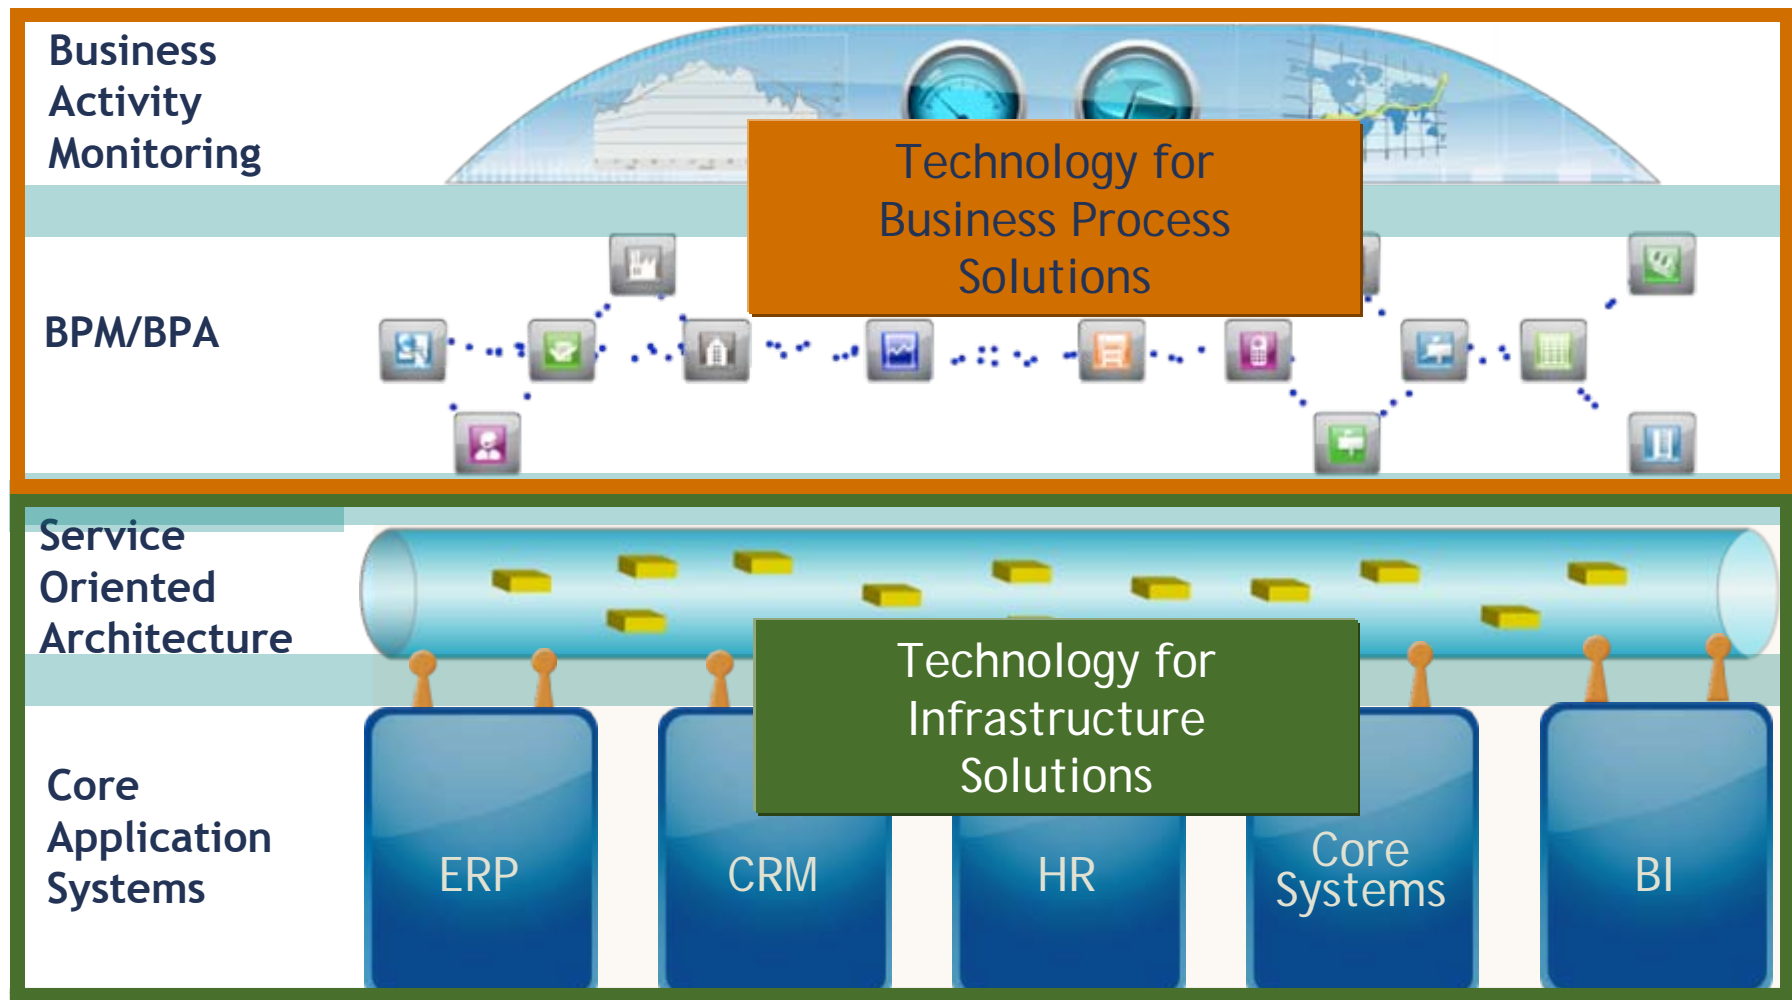 Business
Activity
Monitoring
Technology for
Business Process
Solutions
BPM/BPA
Service
Oriented
Architecture
Technology for
Infrastructure
Solutions
Core
Application
Systems
ERP
CRM
HR
Core
Systems
BI